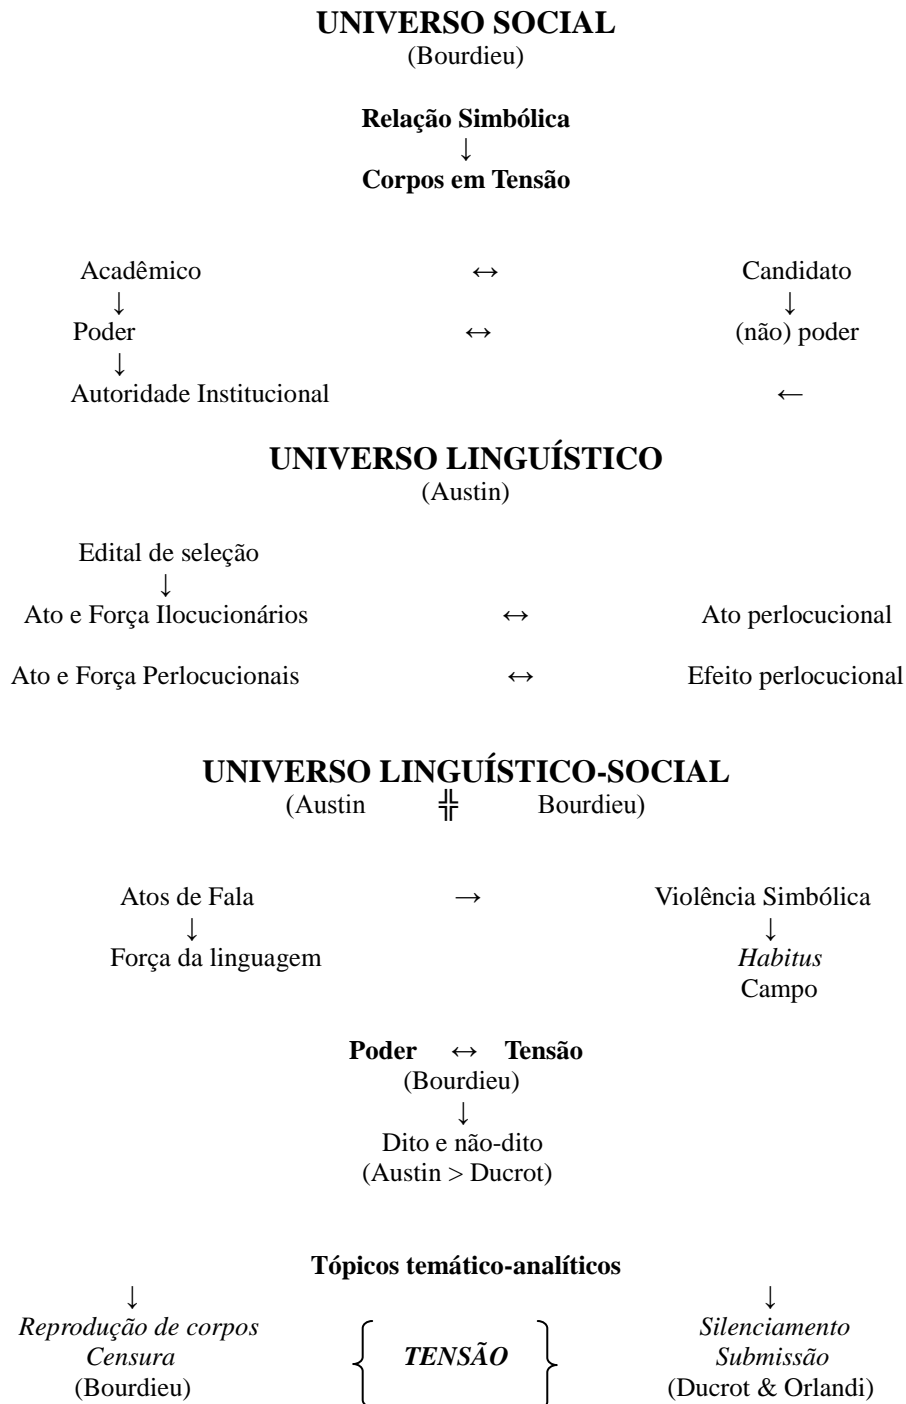 UNIVERSO SOCIAL
(Bourdieu)
Relação Simbólica
↓
Corpos em Tensão
Acadêmico ↔ Candidato
↓ ↓
Poder ↔ (não) poder
↓
Autoridade Institucional ←
UNIVERSO LINGUÍSTICO
(Austin)
Edital de seleção
↓
Ato e Força Ilocucionários ↔ Ato perlocucional
Ato e Força Perlocucionais ↔ Efeito perlocucional
UNIVERSO LINGUÍSTICO-SOCIAL
(Austin ╬ Bourdieu)
Atos de Fala → Violência Simbólica
↓ ↓
Força da linguagem Habitus
Campo
Poder ↔ Tensão
(Bourdieu)
↓
Dito e não-dito
(Austin > Ducrot)
Tópicos temático-analíticos
↓ ↓
Reprodução de corpos Silenciamento
Censura { TENSÃO } Submissão
(Bourdieu) (Ducrot & Orlandi)